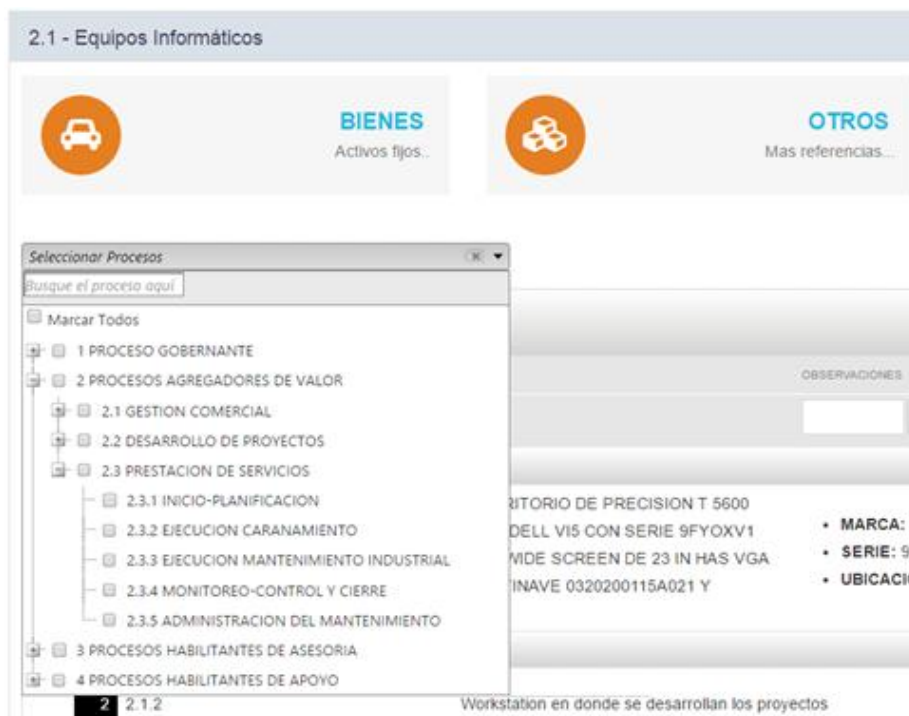 2.1 - Equipos Informáticos
BIENES
Activos fijos..
OTROS
Mas referencias...
Seleccionar Procesos
Busque el proceso aquí
Marcar Todos
1 PROCESO GOBERNANTE
2 PROCESOS AGREGADORES DE VALOR
2.1 GESTION COMERCIAL
2.2 DESARROLLO DE PROYECTOS
2.3 PRESTACION DE SERVICIOS
2.3.1 INICIO-PLANIFICACION
2.3.2 EJECUCION CARANAMIENTO
2.3.3 EJECUCION MANTENIMIENTO INDUSTRIAL
2.3.4 MONITOREO-CONTROL Y CIERRE
2.3.5 ADMINISTRACION DEL MANTENIMIENTO
3 PROCESOS HABILITANTES DE ASESORIA
4 PROCESOS HABILITANTES DE APOYO
OBSERVACIONES
RITORIO DE PRECISION T 5600
DELL VI5 CON SERIE 9FYOXV1
WIDE SCREEN DE 23 IN HAS VGA
TINAVE 0320200115A021 Y
• MARCA:
• SERIE: 9
• UBICACI
2 2.1.2
Workstation en donde se desarrollan los proyectos